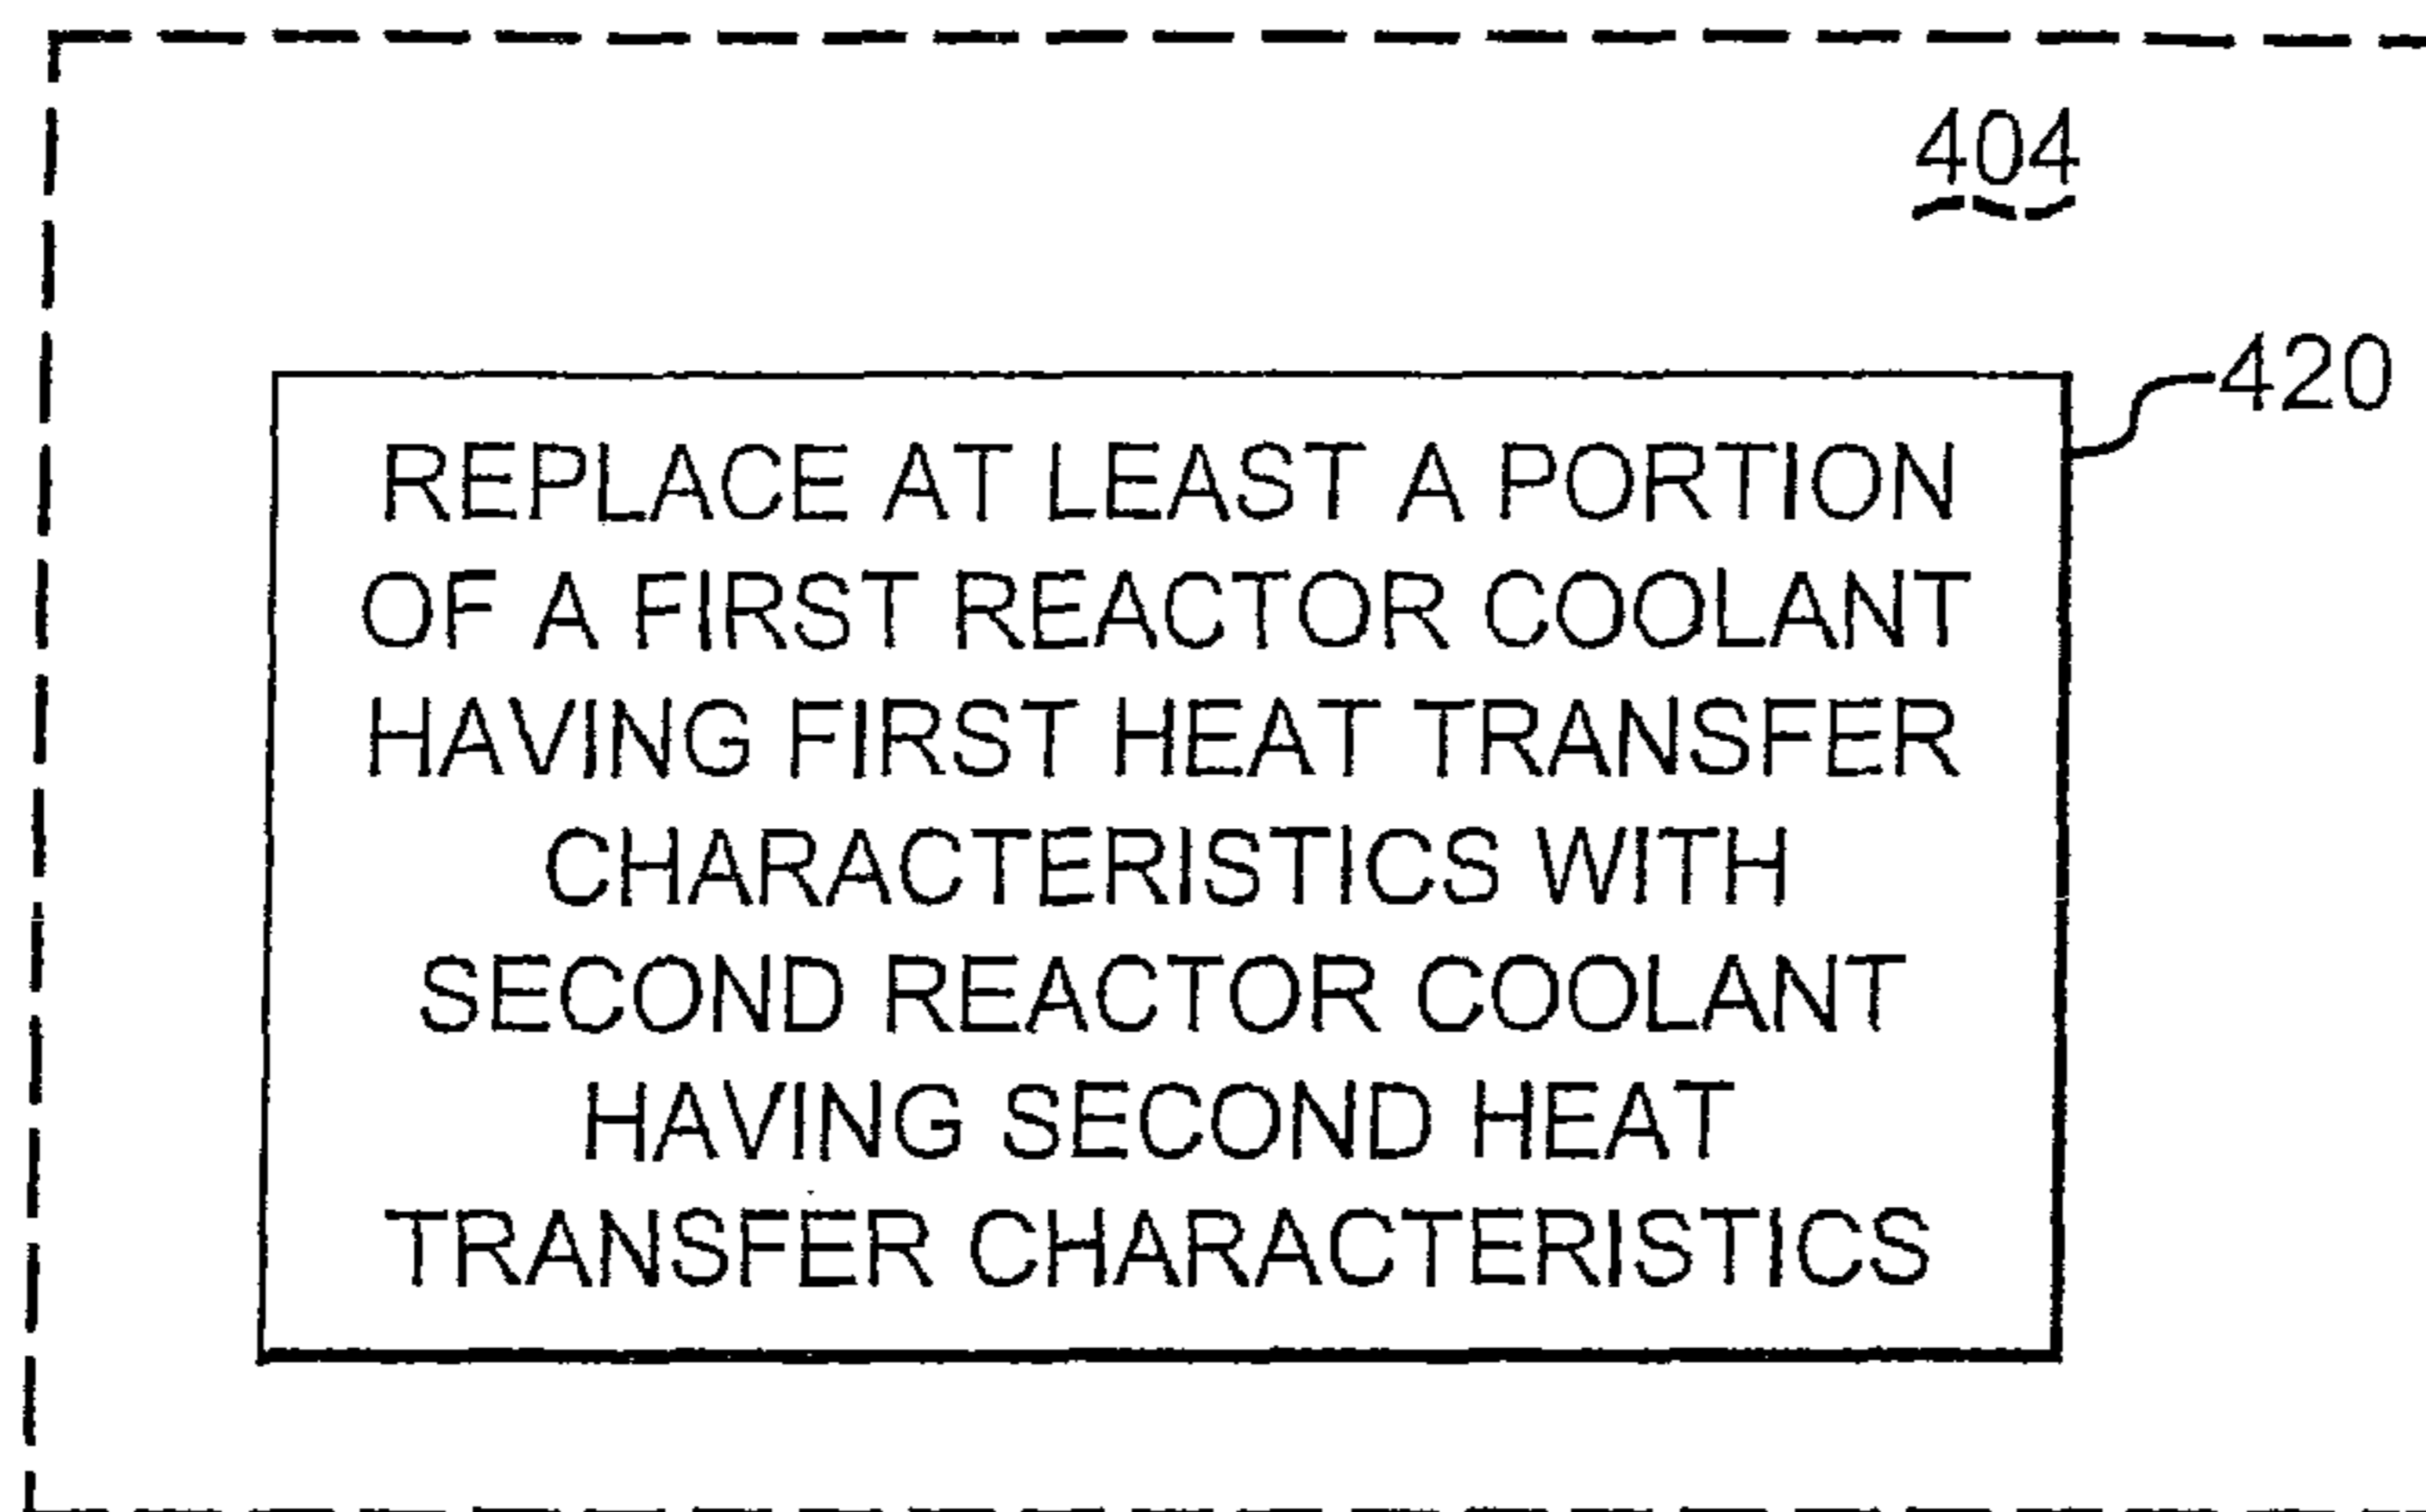 404
420
REPLACE AT LEAST A PORTION
OF A FIRST REACTOR COOLANT
HAVING FIRST HEAT TRANSFER
CHARACTERISTICS WITH
SECOND REACTOR COOLANT
HAVING SECOND HEAT
TRANSFER CHARACTERISTICS